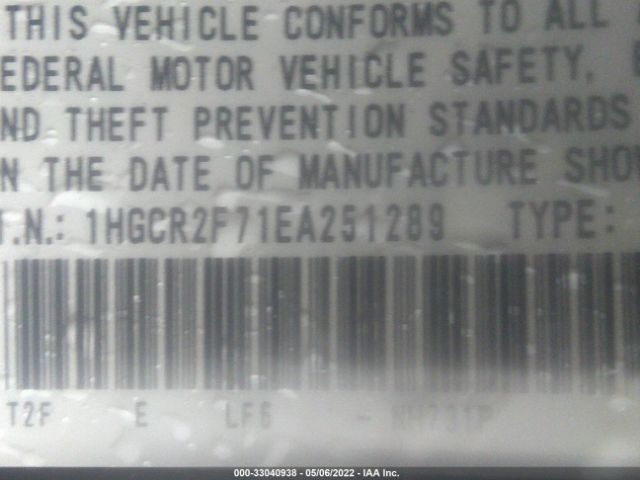 THIS VEHICLE CONFORMS TO ALL
EDERAL MOTOR VEHICLE SAFETY,
ND THEFT PREVENTION STANDARDS
N THE DATE OF MANUFACTURE SHO
I.N.: 1HGCR2F71EA251289 TYPE:
T2F E LF6 - NH731P
000-33040938 - 05/06/2022 - IAA Inc.